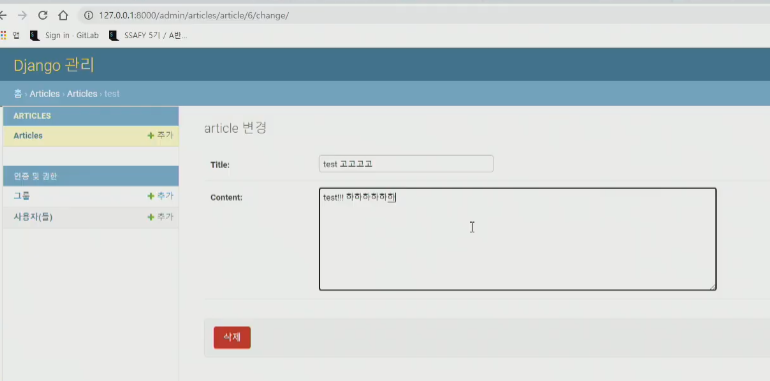 127.0.0.1:8000/admin/articles/article/6/change/
앱 Sign in · GitLab SSAFY 5기 / A반...
Django 관리
홈 › Articles › Articles › test
ARTICLES
Articles + 추가
인증 및 권한
그룹 + 추가
사용자(들) + 추가
article 변경
Title: test 고고고고
Content: test!!! 하하하하하하
삭제